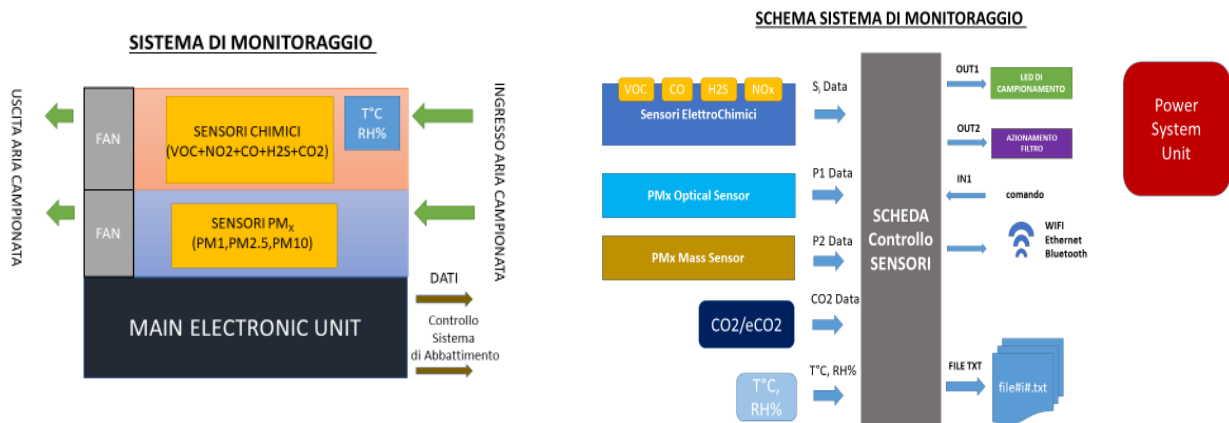 SISTEMA DI MONITORAGGIO
USCITA ARIA CAMPIONATA
FAN
SENSORI CHIMICI
(VOC+NO2+CO+H2S+CO2)
T°C
RH%
INGRESSO ARIA CAMPIONATA
FAN
SENSORI PMx
(PM1,PM2.5,PM10)
MAIN ELECTRONIC UNIT
DATI
Controllo
Sistema
di Abbattimento
SCHEMA SISTEMA DI MONITORAGGIO
VOC
CO
H2S
NOx
Sensori ElettroChimici
Si Data
PMx Optical Sensor
P1 Data
PMx Mass Sensor
P2 Data
CO2/eCO2
CO2 Data
T°C,
RH%
T°C, RH%
SCHEDA
Controllo
SENSORI
OUT1
LED DI
CAMPIONAMENTO
OUT2
AZIONAMENTO
FILTRO
IN1
comando
WIFI
Ethernet
Bluetooth
FILE TXT
file#i#.txt
Power
System
Unit